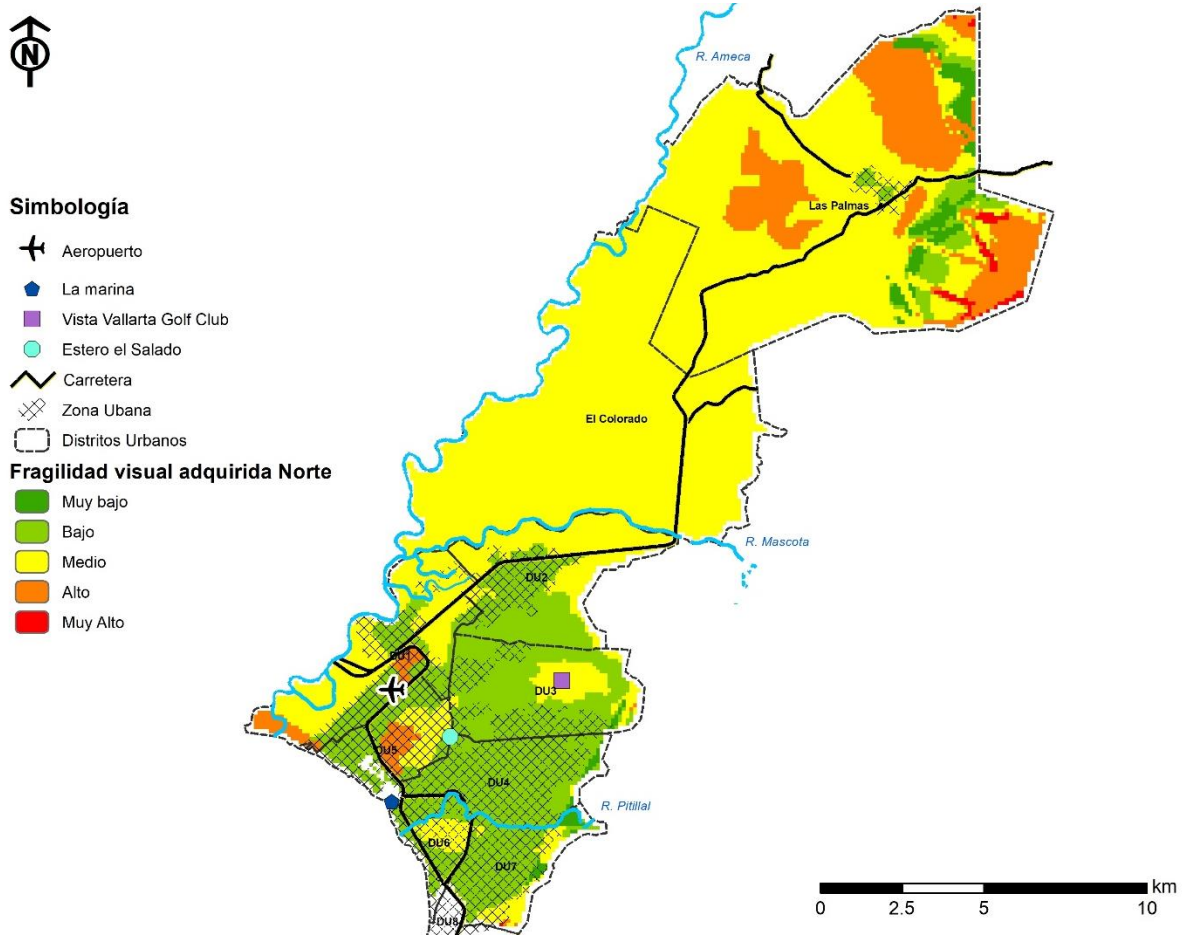 N
R. Ameca
Simbología
Aeropuerto
La marina
Vista Vallarta Golf Club
Estero el Salado
Carretera
Zona Ubana
Distritos Urbanos
Fragilidad visual adquirida Norte
Muy bajo
Bajo
Medio
Alto
Muy Alto
Las Palmas
El Colorado
R. Mascota
DU2
DU1
DU3
DU5
DU4
R. Pitillal
DU6
DU7
DU8
km
0 2.5 5 10